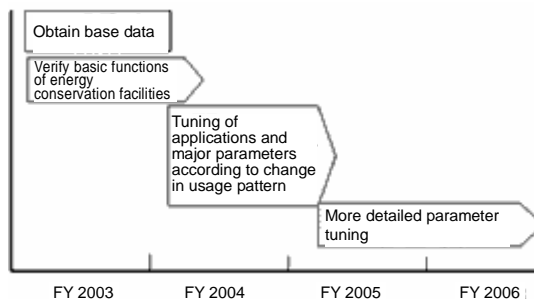 Obtain base data
Verify basic functions
of energy
conservation facilities
Tuning of
applications and
major parameters
according to change
in usage pattern
More detailed parameter
tuning
FY 2003 FY 2004 FY 2005 FY 2006